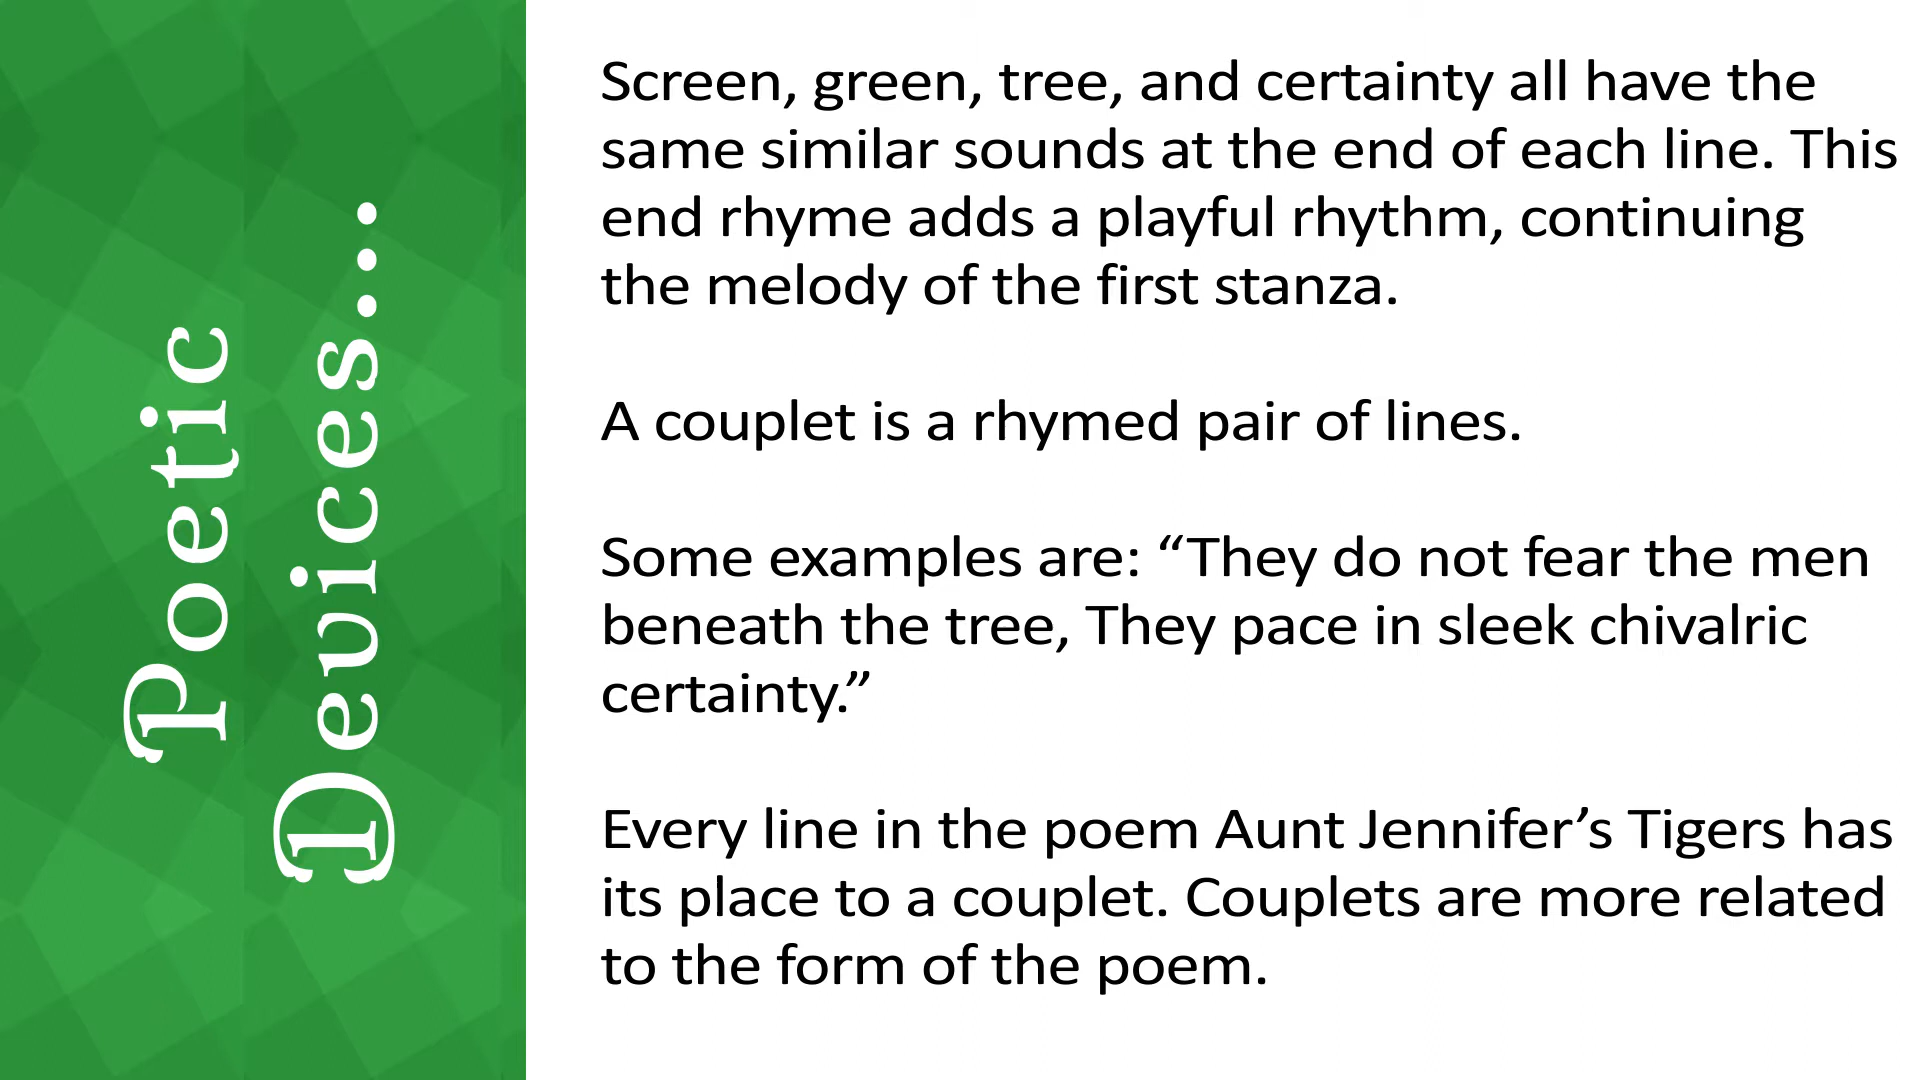 Poetic
Devices...
Screen, green, tree, and certainty all have the
same similar sounds at the end of each line. This
end rhyme adds a playful rhythm, continuing
the melody of the first stanza.
A couplet is a rhymed pair of lines.
Some examples are: “They do not fear the men
beneath the tree, They pace in sleek chivalric
certainty.”
Every line in the poem Aunt Jennifer’s Tigers has
its place to a couplet. Couplets are more related
to the form of the poem.